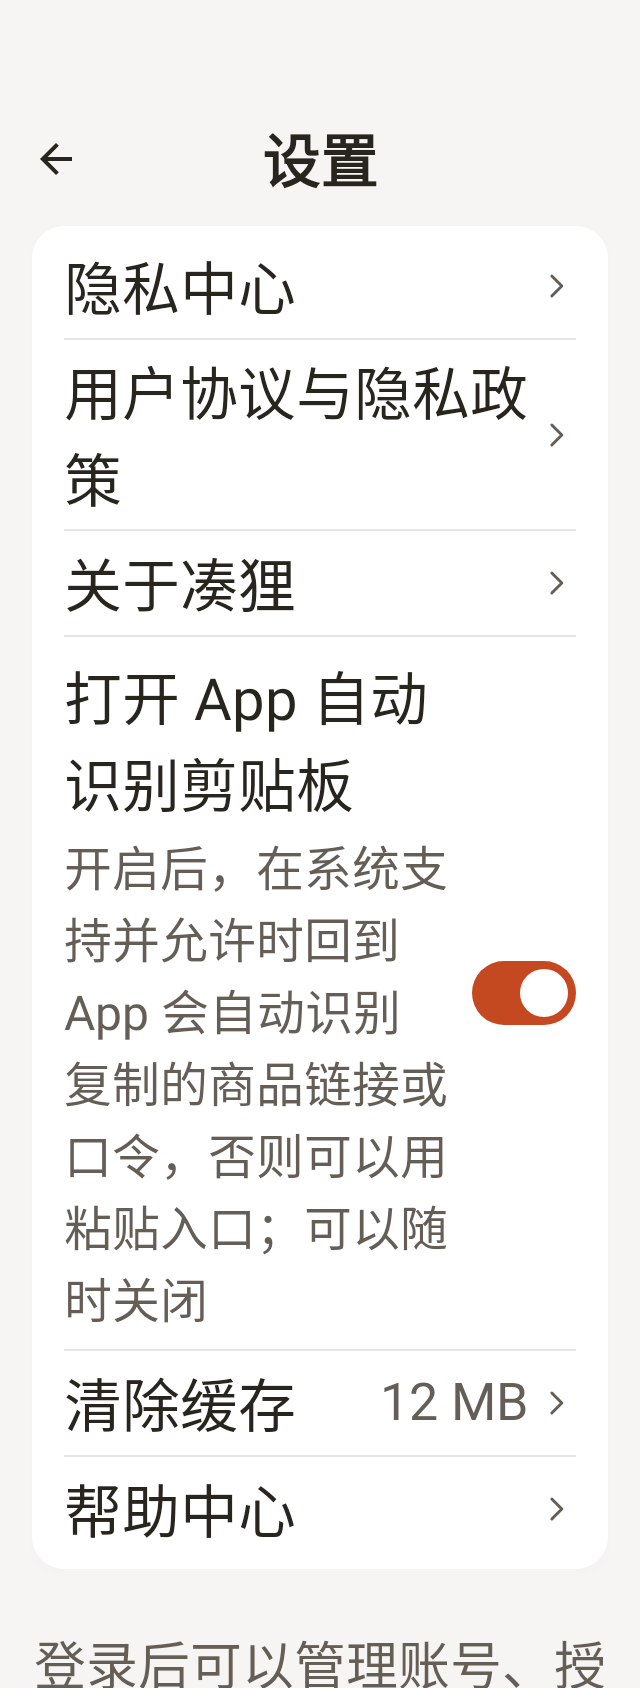 设置
隐私中心
用户协议与隐私政
策
关于凑狸
打开 App 自动
识别剪贴板
开启后，在系统支
持并允许时回到
App 会自动识别
复制的商品链接或
口令，否则可以用
粘贴入口；可以随
时关闭
清除缓存 12 MB
帮助中心
登录后可以管理账号、授